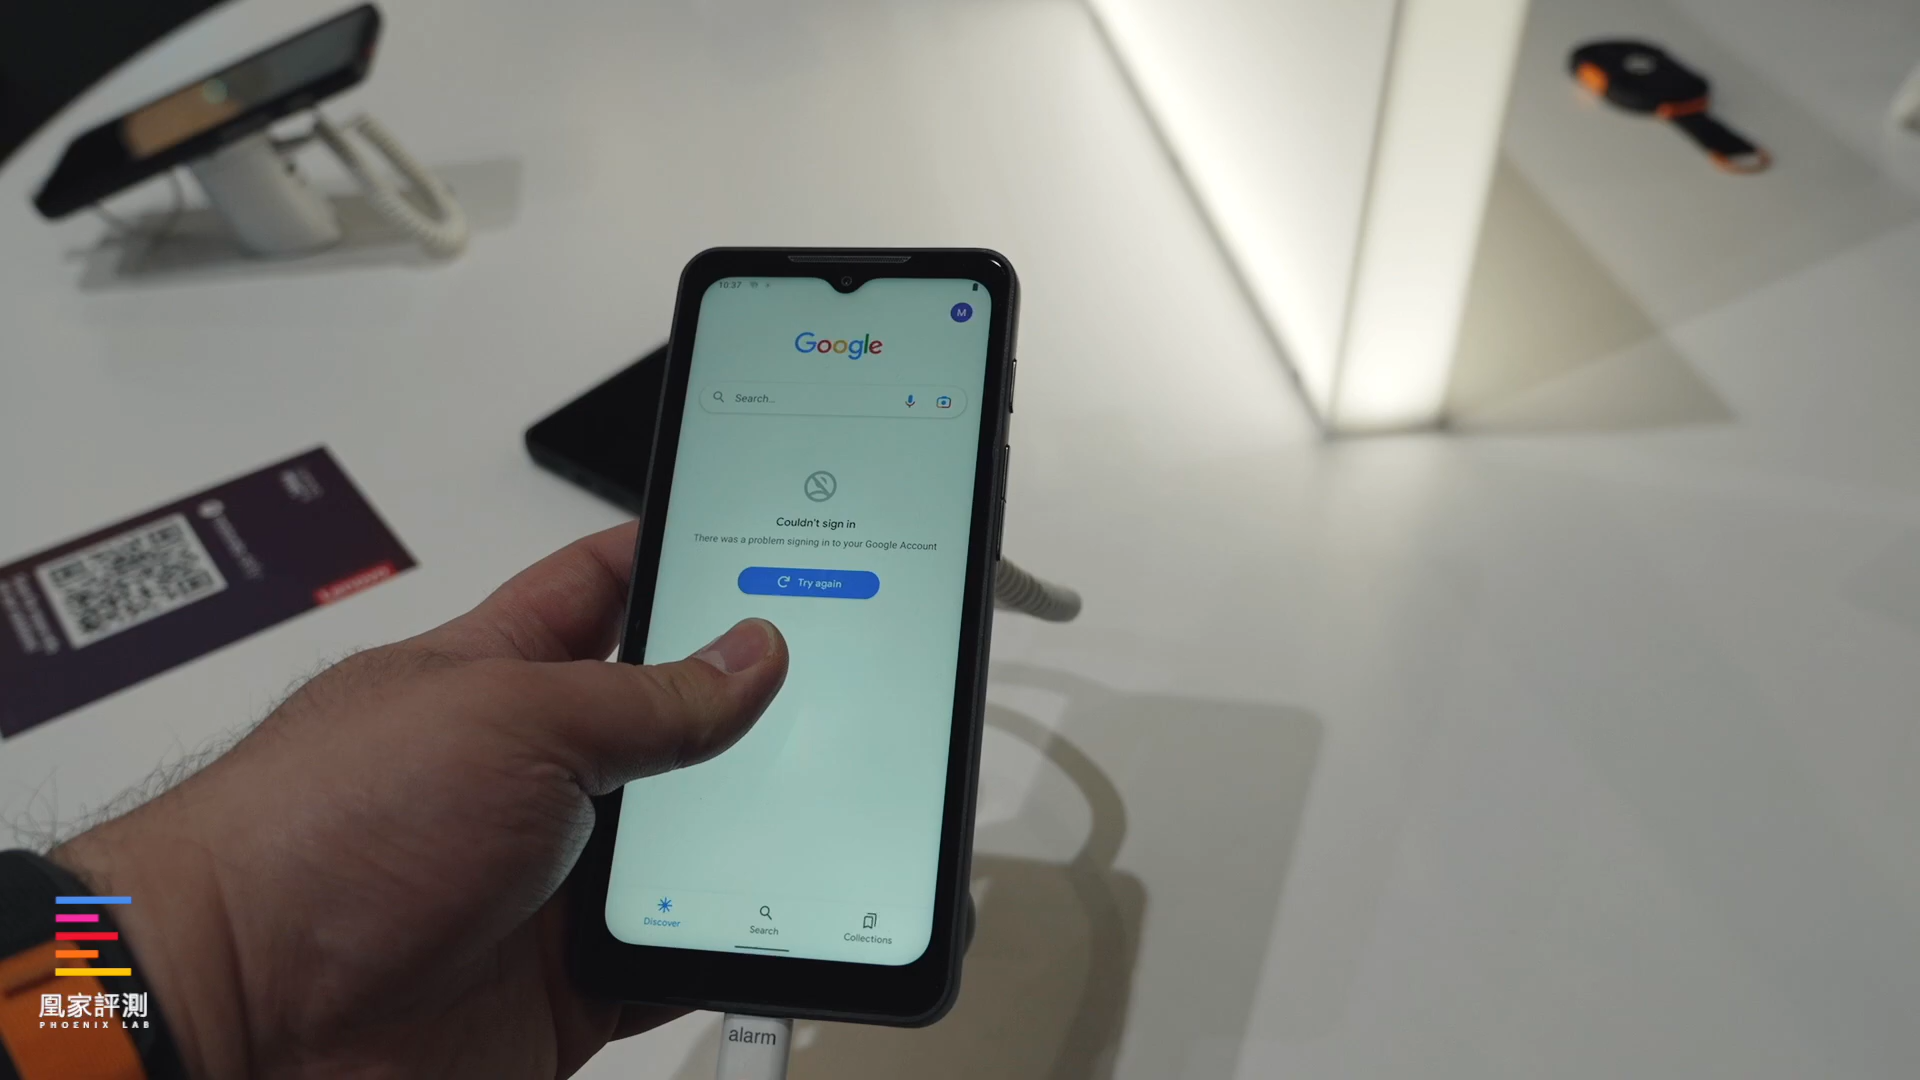 10:37
M
Google
Search...
Couldn't sign in
There was a problem signing in to your Google Account
Try again
Discover
Search
Collections
alarm
凰家評測
PHOENIX LAB